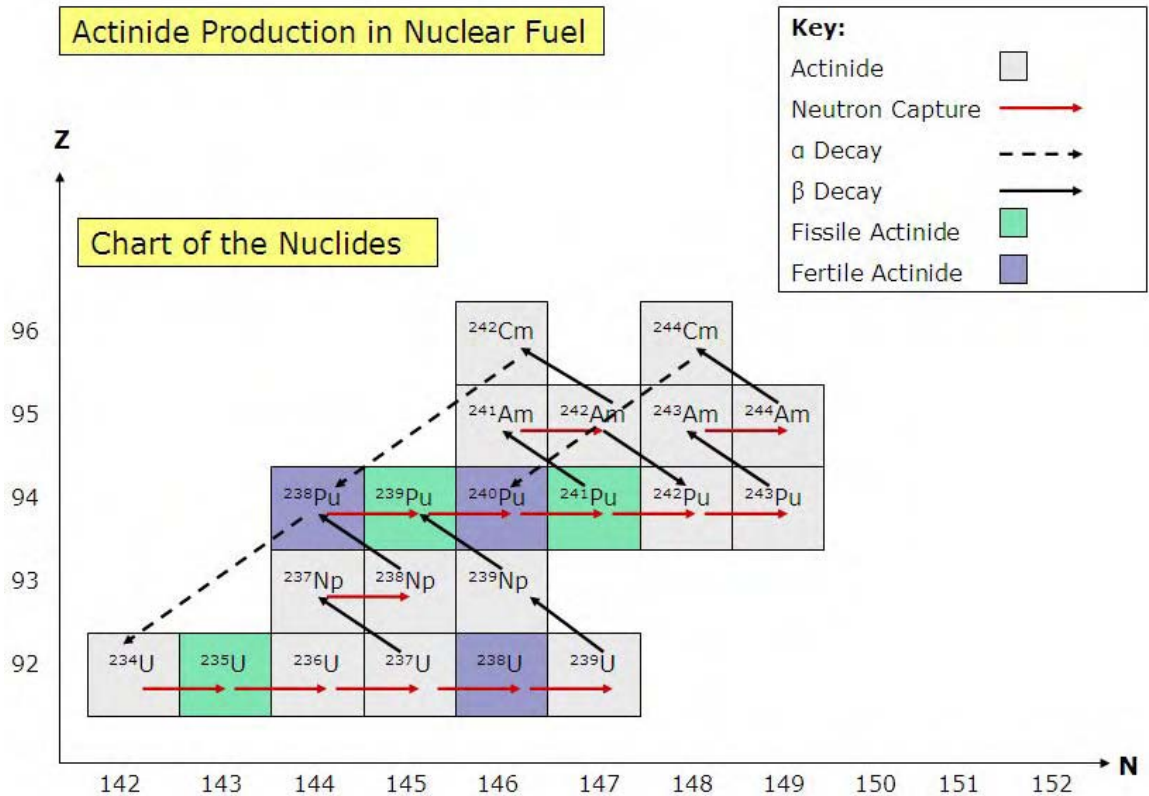 Actinide Production in Nuclear Fuel
Key:
Actinide
Neutron Capture
α Decay
β Decay
Fissile Actinide
Fertile Actinide
Z
Chart of the Nuclides
96 ²⁴²Cm ²⁴⁴Cm
95 ²⁴¹Am ²⁴²Am ²⁴³Am ²⁴⁴Am
94 ²³⁸Pu ²³⁹Pu ²⁴⁰Pu ²⁴¹Pu ²⁴²Pu ²⁴³Pu
93 ²³⁷Np ²³⁸Np ²³⁹Np
92 ²³⁴U ²³⁵U ²³⁶U ²³⁷U ²³⁸U ²³⁹U
N
142 143 144 145 146 147 148 149 150 151 152